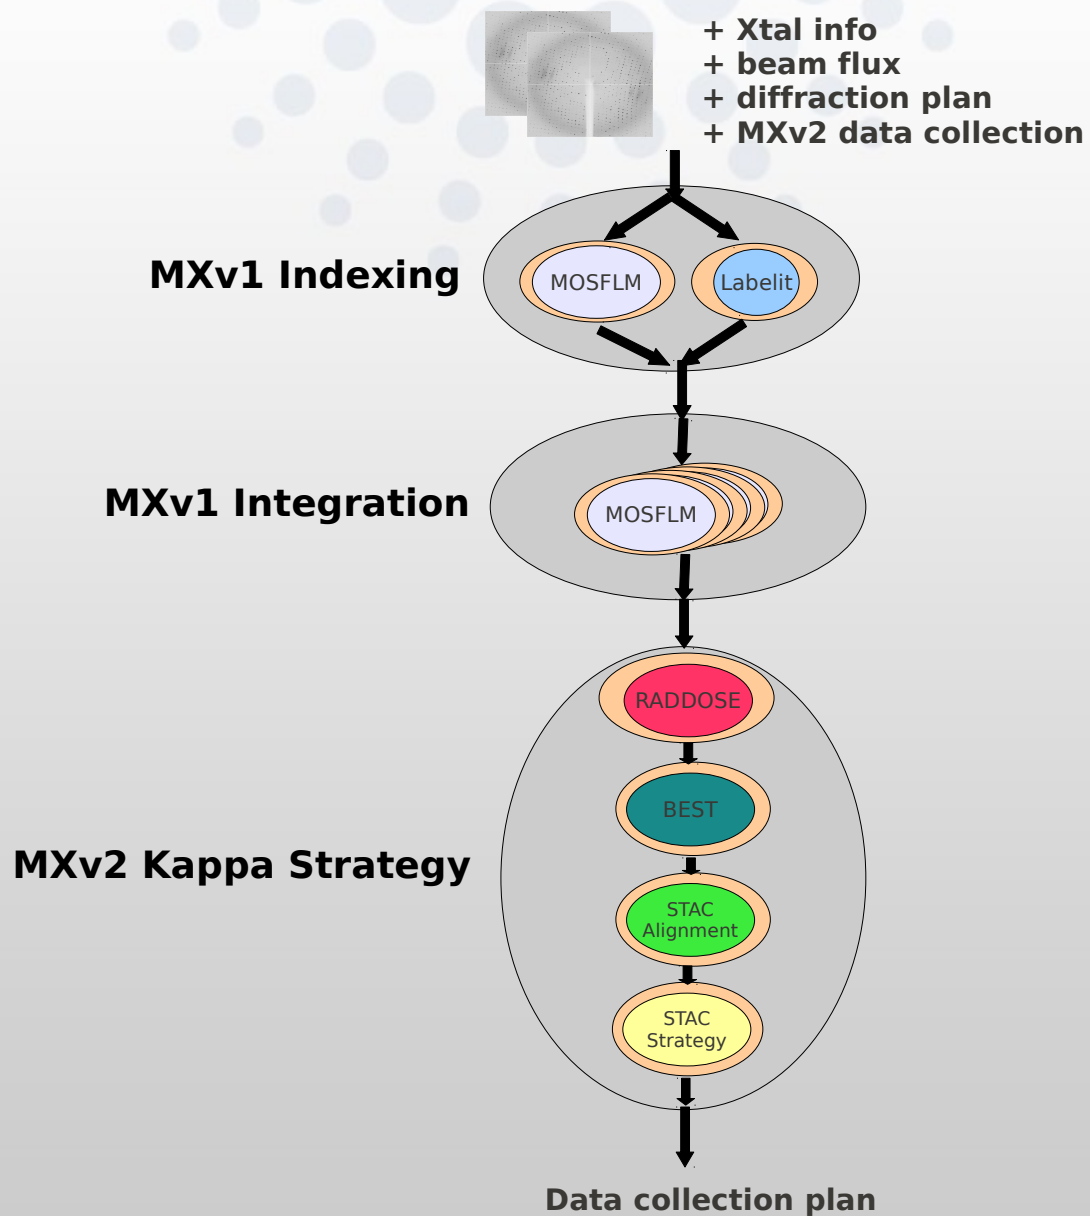 + Xtal info
+ beam flux
+ diffraction plan
+ MXv2 data collection
MXv1 Indexing
MOSFLM
Labelit
MXv1 Integration
MOSFLM
RADDOSE
BEST
MXv2 Kappa Strategy
STAC
Alignment
STAC
Strategy
Data collection plan